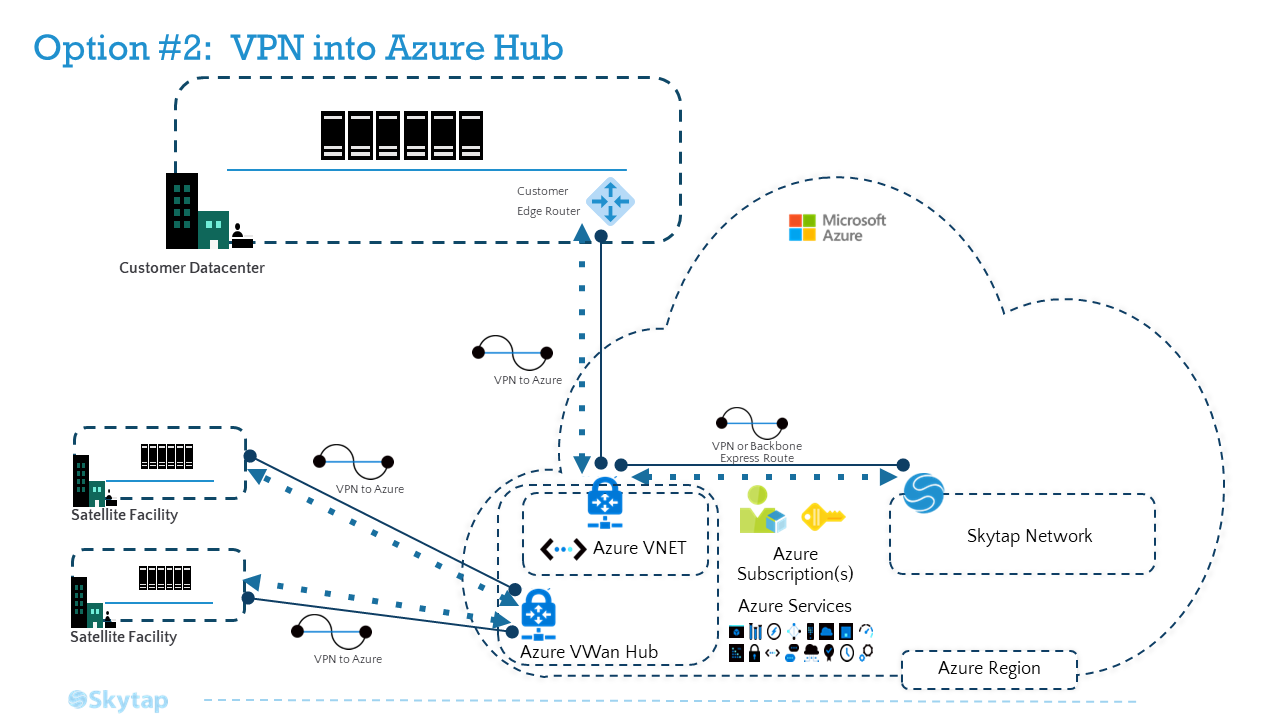 Option #2: VPN into Azure Hub
Customer
Edge Router
Microsoft
Azure
Customer Datacenter
VPN to Azure
VPN or Backbone
Express Route
VPN to Azure
Satellite Facility
Azure VNET
Skytap Network
Azure
Subscription(s)
Azure Services
Satellite Facility
VPN to Azure
Azure VWan Hub
Azure Region
Skytap